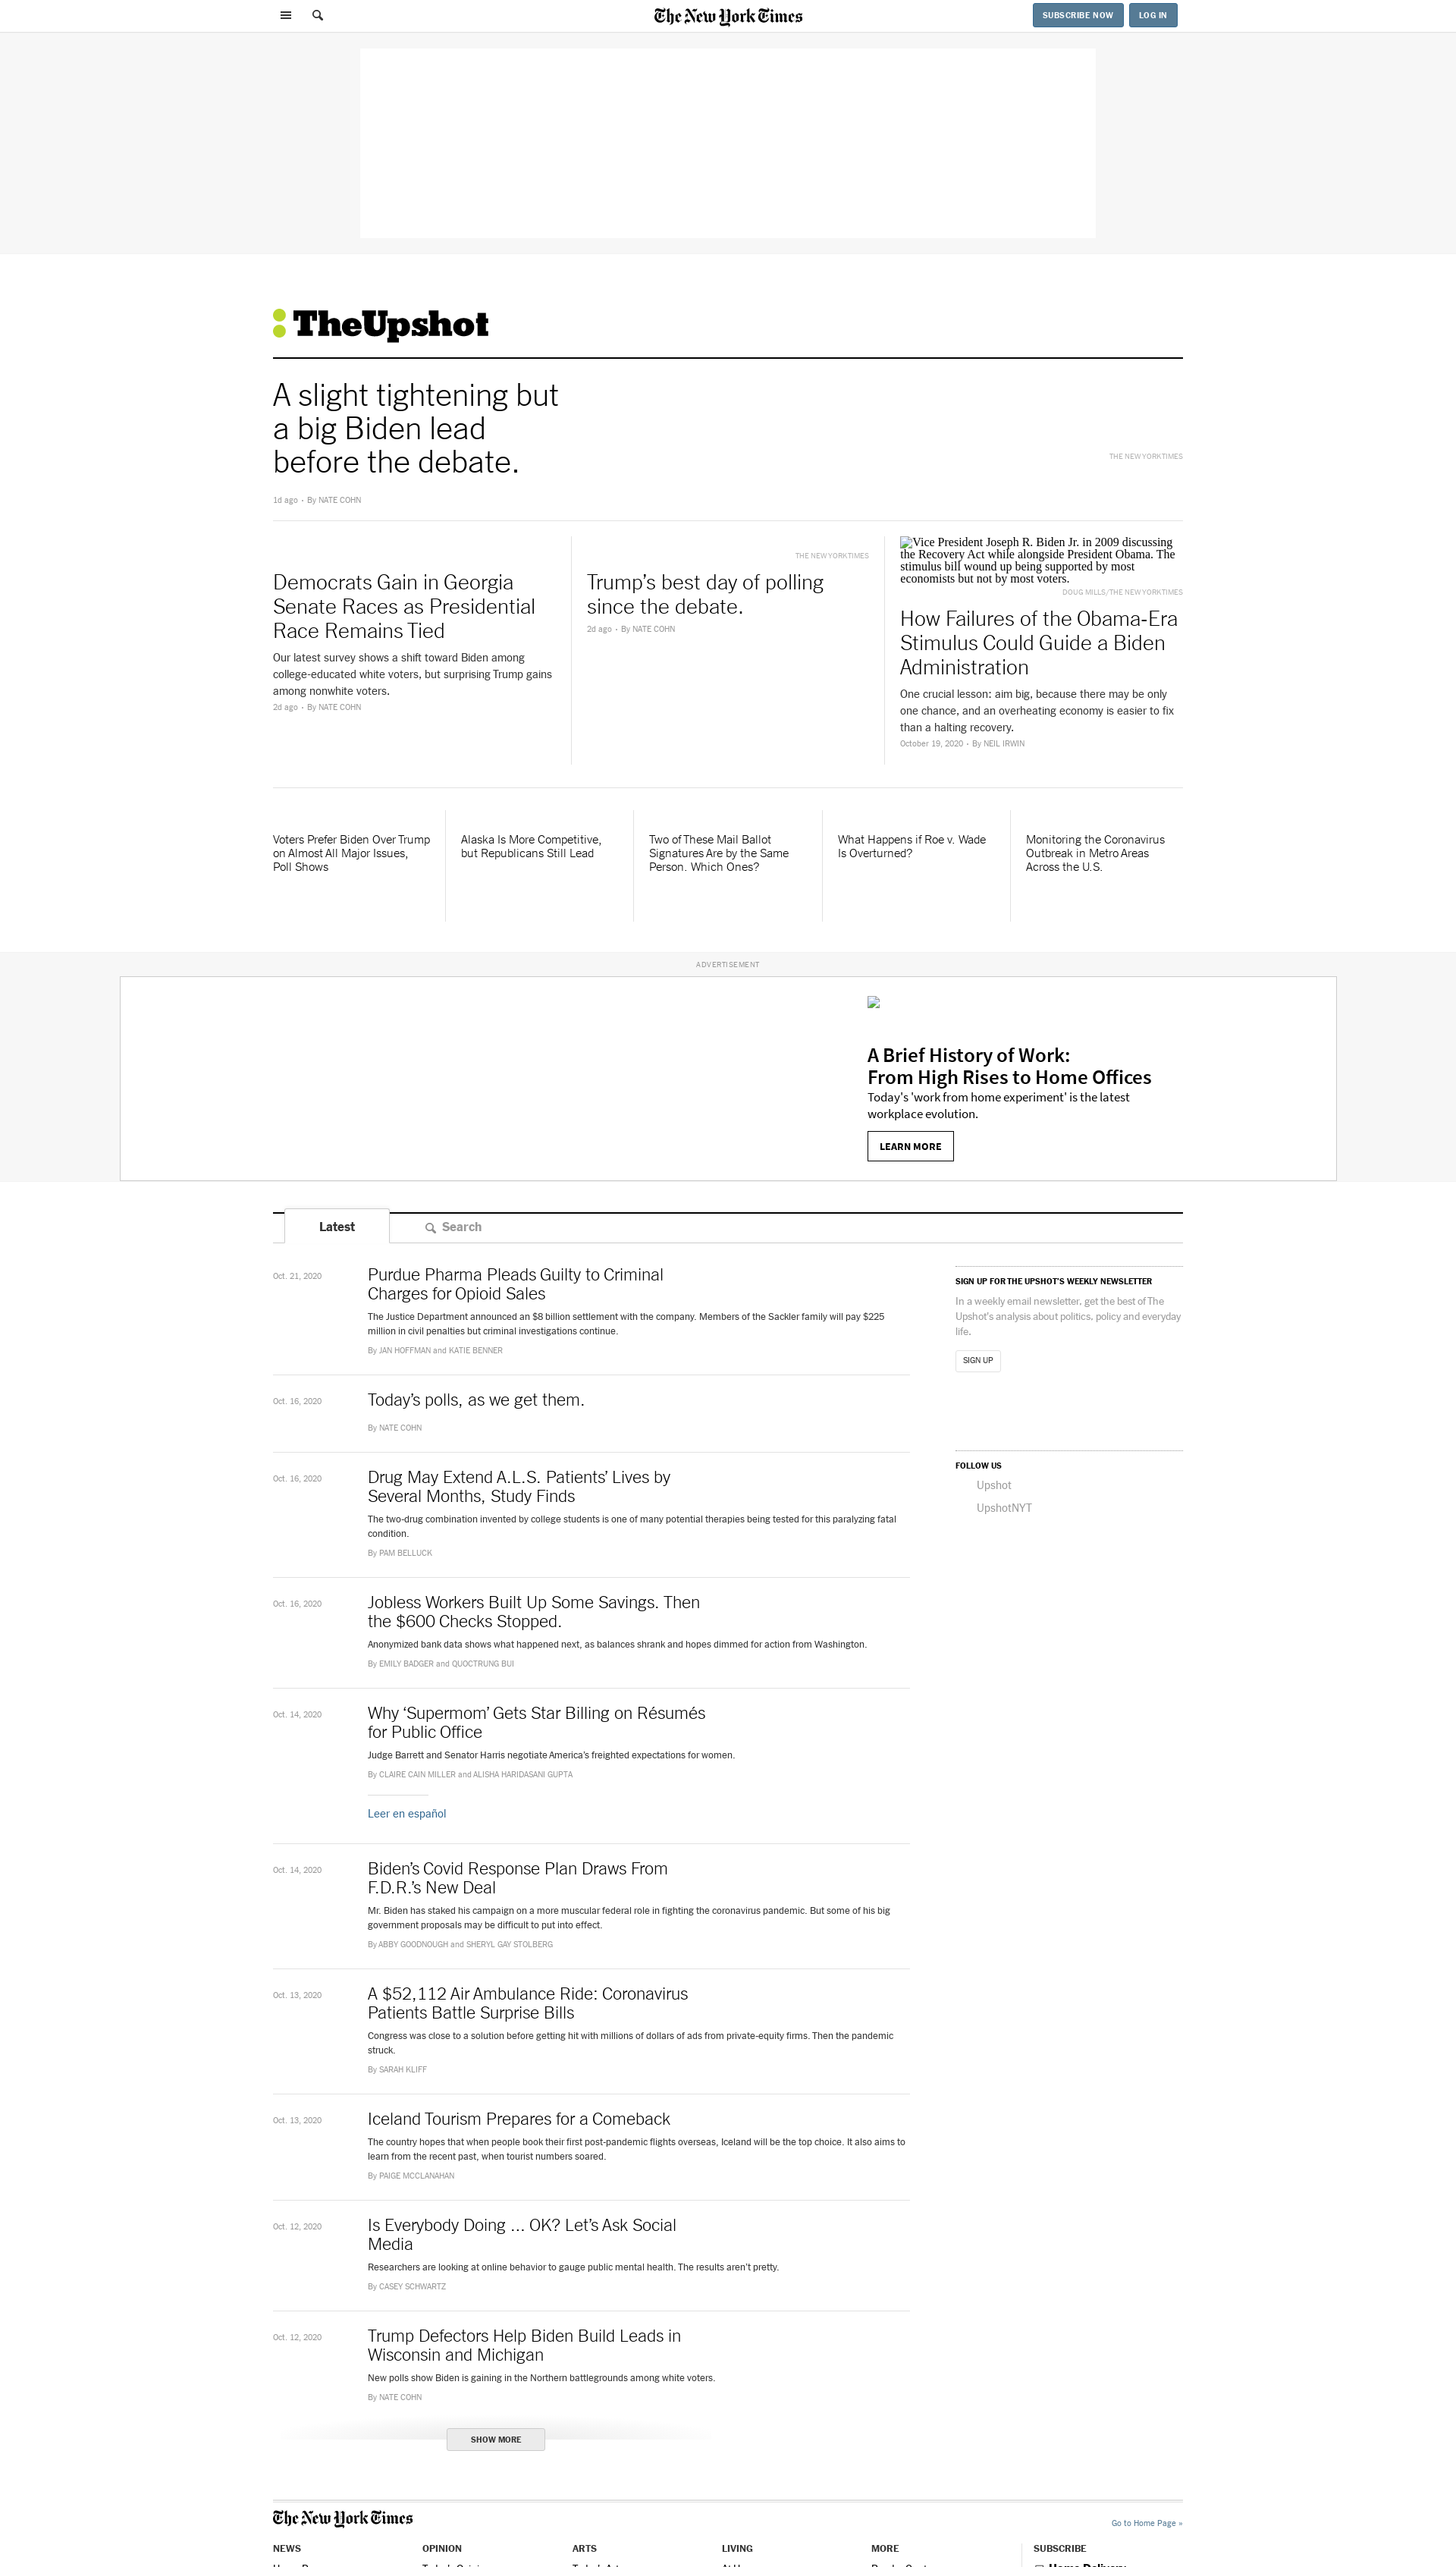 The New York Times
SUBSCRIBE NOW
LOG IN
TheUpshot
A slight tightening but
a big Biden lead
before the debate.
THE NEW YORK TIMES
1d ago • By NATE COHN
Democrats Gain in Georgia
Senate Races as Presidential
Race Remains Tied
Our latest survey shows a shift toward Biden among
college-educated white voters, but surprising Trump gains
among nonwhite voters.
2d ago • By NATE COHN
THE NEW YORK TIMES
Trump’s best day of polling
since the debate.
2d ago • By NATE COHN
Vice President Joseph R. Biden Jr. in 2009 discussing
the Recovery Act while alongside President Obama. The
stimulus bill wound up being supported by most
economists but not by most voters.
DOUG MILLS/THE NEW YORK TIMES
How Failures of the Obama-Era
Stimulus Could Guide a Biden
Administration
One crucial lesson: aim big, because there may be only
one chance, and an overheating economy is easier to fix
than a halting recovery.
October 19, 2020 • By NEIL IRWIN
Voters Prefer Biden Over Trump
on Almost All Major Issues,
Poll Shows
Alaska Is More Competitive,
but Republicans Still Lead
Two of These Mail Ballot
Signatures Are by the Same
Person. Which Ones?
What Happens if Roe v. Wade
Is Overturned?
Monitoring the Coronavirus
Outbreak in Metro Areas
Across the U.S.
ADVERTISEMENT
A Brief History of Work:
From High Rises to Home Offices
Today's 'work from home experiment' is the latest
workplace evolution.
LEARN MORE
Latest
Search
Oct. 21, 2020
Purdue Pharma Pleads Guilty to Criminal
Charges for Opioid Sales
The Justice Department announced an $8 billion settlement with the company. Members of the Sackler family will pay $225
million in civil penalties but criminal investigations continue.
By JAN HOFFMAN and KATIE BENNER
Oct. 16, 2020
Today’s polls, as we get them.
By NATE COHN
Oct. 16, 2020
Drug May Extend A.L.S. Patients’ Lives by
Several Months, Study Finds
The two-drug combination invented by college students is one of many potential therapies being tested for this paralyzing fatal
condition.
By PAM BELLUCK
Oct. 16, 2020
Jobless Workers Built Up Some Savings. Then
the $600 Checks Stopped.
Anonymized bank data shows what happened next, as balances shrank and hopes dimmed for action from Washington.
By EMILY BADGER and QUOCTRUNG BUI
Oct. 14, 2020
Why ‘Supermom’ Gets Star Billing on Résumés
for Public Office
Judge Barrett and Senator Harris negotiate America’s freighted expectations for women.
By CLAIRE CAIN MILLER and ALISHA HARIDASANI GUPTA
Leer en español
Oct. 14, 2020
Biden’s Covid Response Plan Draws From
F.D.R.’s New Deal
Mr. Biden has staked his campaign on a more muscular federal role in fighting the coronavirus pandemic. But some of his big
government proposals may be difficult to put into effect.
By ABBY GOODNOUGH and SHERYL GAY STOLBERG
Oct. 13, 2020
A $52,112 Air Ambulance Ride: Coronavirus
Patients Battle Surprise Bills
Congress was close to a solution before getting hit with millions of dollars of ads from private-equity firms. Then the pandemic
struck.
By SARAH KLIFF
Oct. 13, 2020
Iceland Tourism Prepares for a Comeback
The country hopes that when people book their first post-pandemic flights overseas, Iceland will be the top choice. It also aims to
learn from the recent past, when tourist numbers soared.
By PAIGE MCCLANAHAN
Oct. 12, 2020
Is Everybody Doing ... OK? Let’s Ask Social
Media
Researchers are looking at online behavior to gauge public mental health. The results aren’t pretty.
By CASEY SCHWARTZ
Oct. 12, 2020
Trump Defectors Help Biden Build Leads in
Wisconsin and Michigan
New polls show Biden is gaining in the Northern battlegrounds among white voters.
By NATE COHN
SHOW MORE
SIGN UP FOR THE UPSHOT’S WEEKLY NEWSLETTER
In a weekly email newsletter, get the best of The
Upshot’s analysis about politics, policy and everyday
life.
SIGN UP
FOLLOW US
Upshot
UpshotNYT
The New York Times
Go to Home Page »
NEWS
OPINION
ARTS
LIVING
MORE
SUBSCRIBE